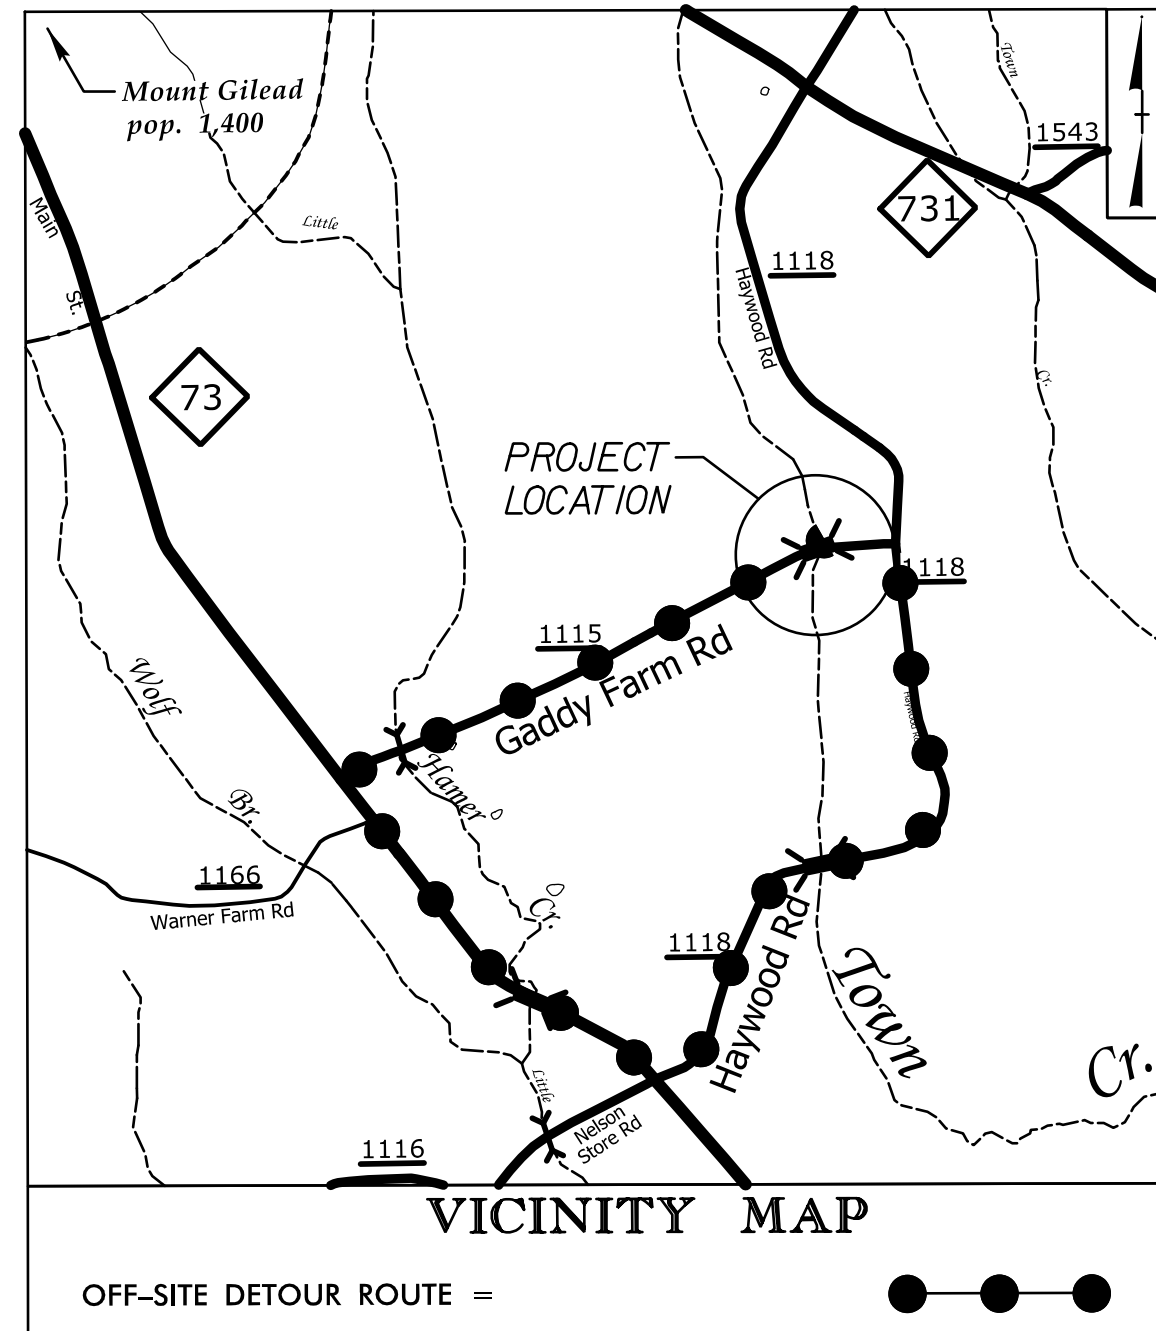 Mount Gilead
pop. 1,400
Town
1543
Main
St.
Little
731
1118
Haywood Rd
73
Cr.
PROJECT
LOCATION
1118
1115
Gaddy Farm Rd
Haywood Rd
Wolf
Br.
Hamer
Cr.
1166
Warner Farm Rd
1118
Haywood Rd
Town
Cr.
Little
Nelson
Store Rd
1116
VICINITY MAP
OFF-SITE DETOUR ROUTE =